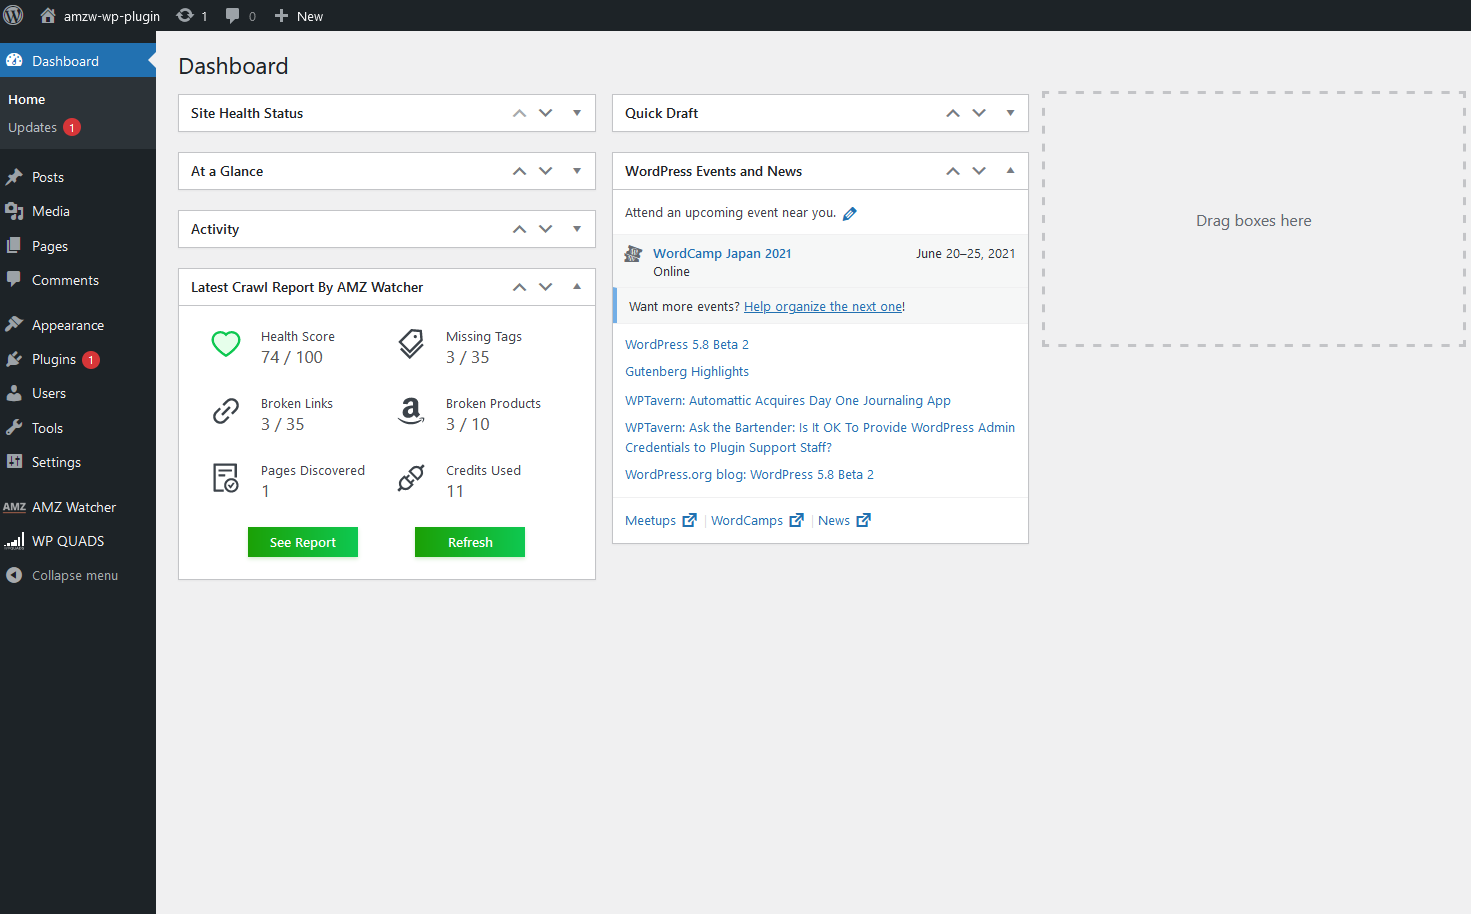 amzw-wp-plugin 1 0 New
Dashboard
Home
Updates 1
Posts
Media
Pages
Comments
Appearance
Plugins 1
Users
Tools
Settings
AMZ AMZ Watcher
WP QUADS
Collapse menu
Dashboard
Site Health Status
At a Glance
Activity
Latest Crawl Report By AMZ Watcher
Health Score
74 / 100
Missing Tags
3 / 35
Broken Links
3 / 35
Broken Products
3 / 10
Pages Discovered
1
Credits Used
11
See Report
Refresh
Quick Draft
WordPress Events and News
Attend an upcoming event near you.
WordCamp Japan 2021 June 20–25, 2021
Online
Want more events? Help organize the next one!
WordPress 5.8 Beta 2
Gutenberg Highlights
WPTavern: Automattic Acquires Day One Journaling App
WPTavern: Ask the Bartender: Is It OK To Provide WordPress Admin
Credentials to Plugin Support Staff?
WordPress.org blog: WordPress 5.8 Beta 2
Meetups | WordCamps | News
Drag boxes here